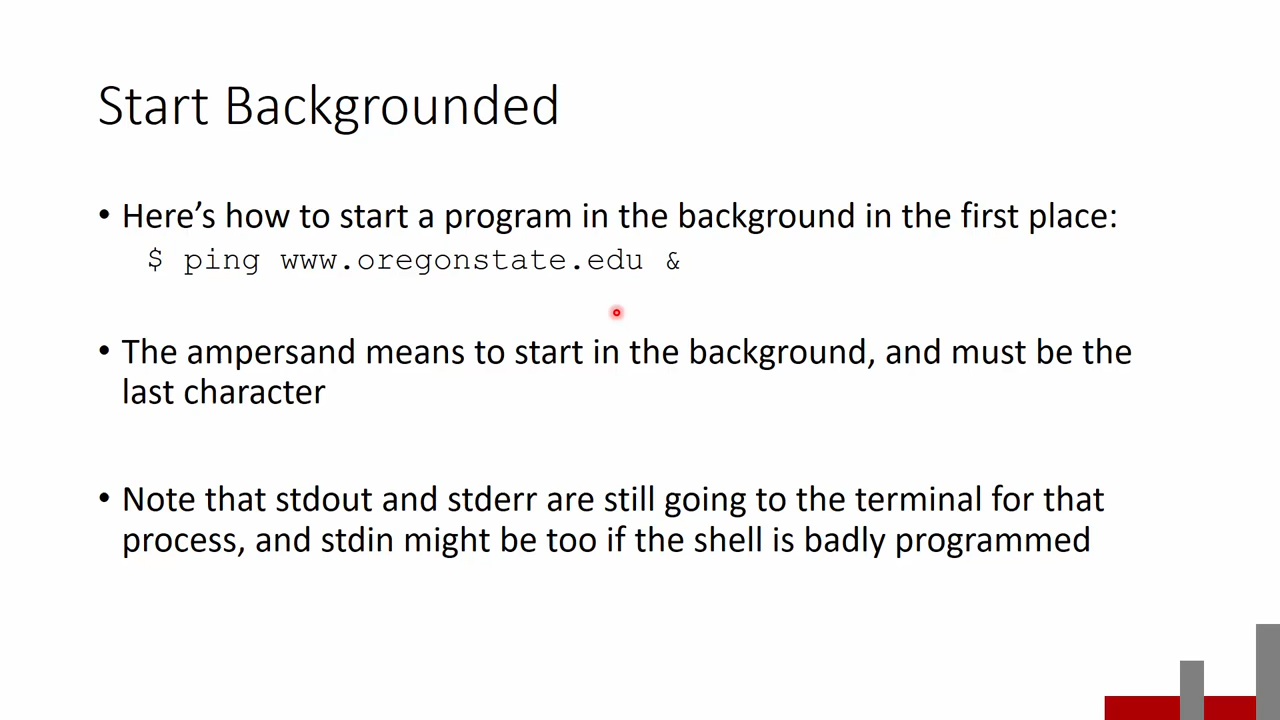 Start Backgrounded
• Here’s how to start a program in the background in the first place:
$ ping www.oregonstate.edu &
• The ampersand means to start in the background, and must be the
last character
• Note that stdout and stderr are still going to the terminal for that
process, and stdin might be too if the shell is badly programmed